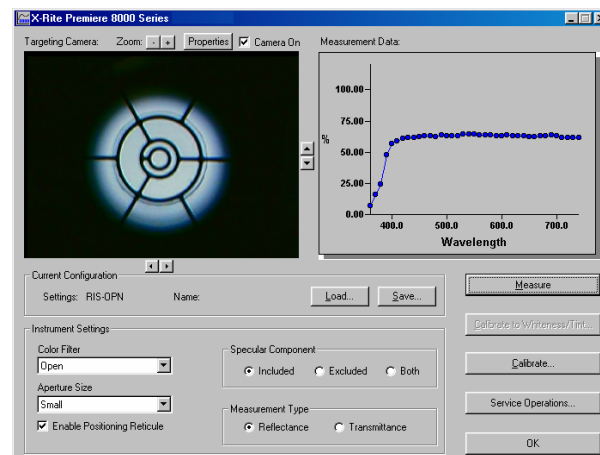 X-Rite Premiere 8000 Series
Targeting Camera: Zoom: - + Properties Camera On
Measurement Data:
100.00
75.00
%R
50.00
25.00
0.00
400.0 500.0 600.0 700.0
Wavelength
Current Configuration
Settings: RIS-OPN Name: Load... Save...
Measure
Calibrate to Whiteness/Tint...
Calibrate...
Service Operations...
OK
Instrument Settings
Color Filter
Open
Aperture Size
Small
Enable Positioning Reticule
Specular Component
Included Excluded Both
Measurement Type
Reflectance Transmittance